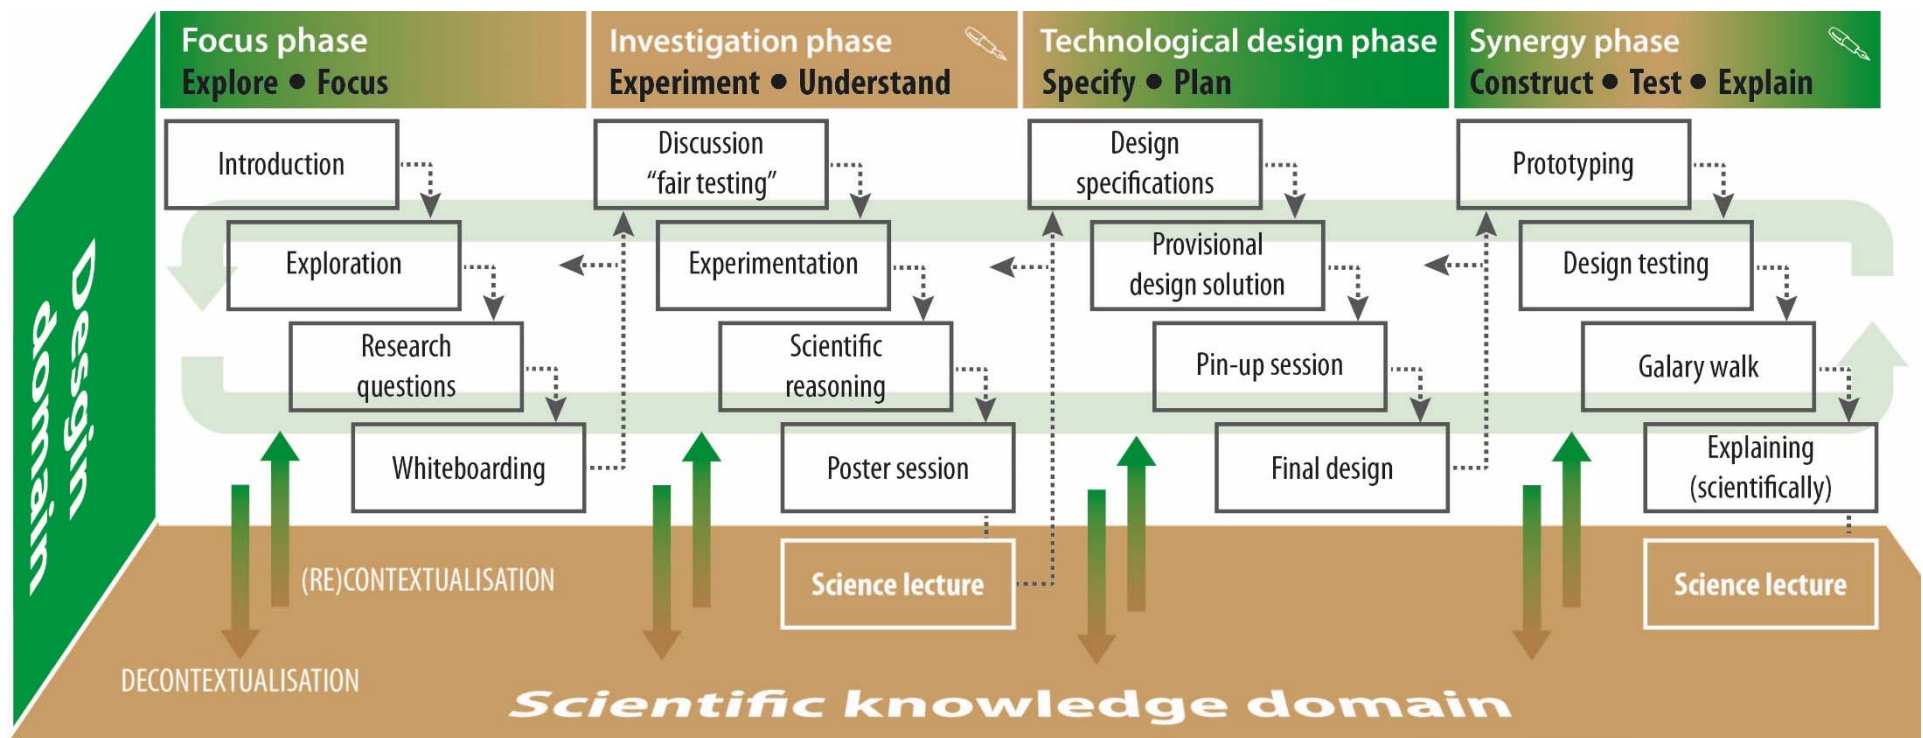 Focus phase
Explore • Focus
Investigation phase
Experiment • Understand
Technological design phase
Specify • Plan
Synergy phase
Construct • Test • Explain
Introduction
Exploration
Research
questions
Whiteboarding
Discussion
“fair testing”
Experimentation
Scientific
reasoning
Poster session
Science lecture
Design
specifications
Provisional
design solution
Pin-up session
Final design
Prototyping
Design testing
Galary walk
Explaining
(scientifically)
Science lecture
Design
domain
(RE)CONTEXTUALISATION
DECONTEXTUALISATION
Scientific knowledge domain